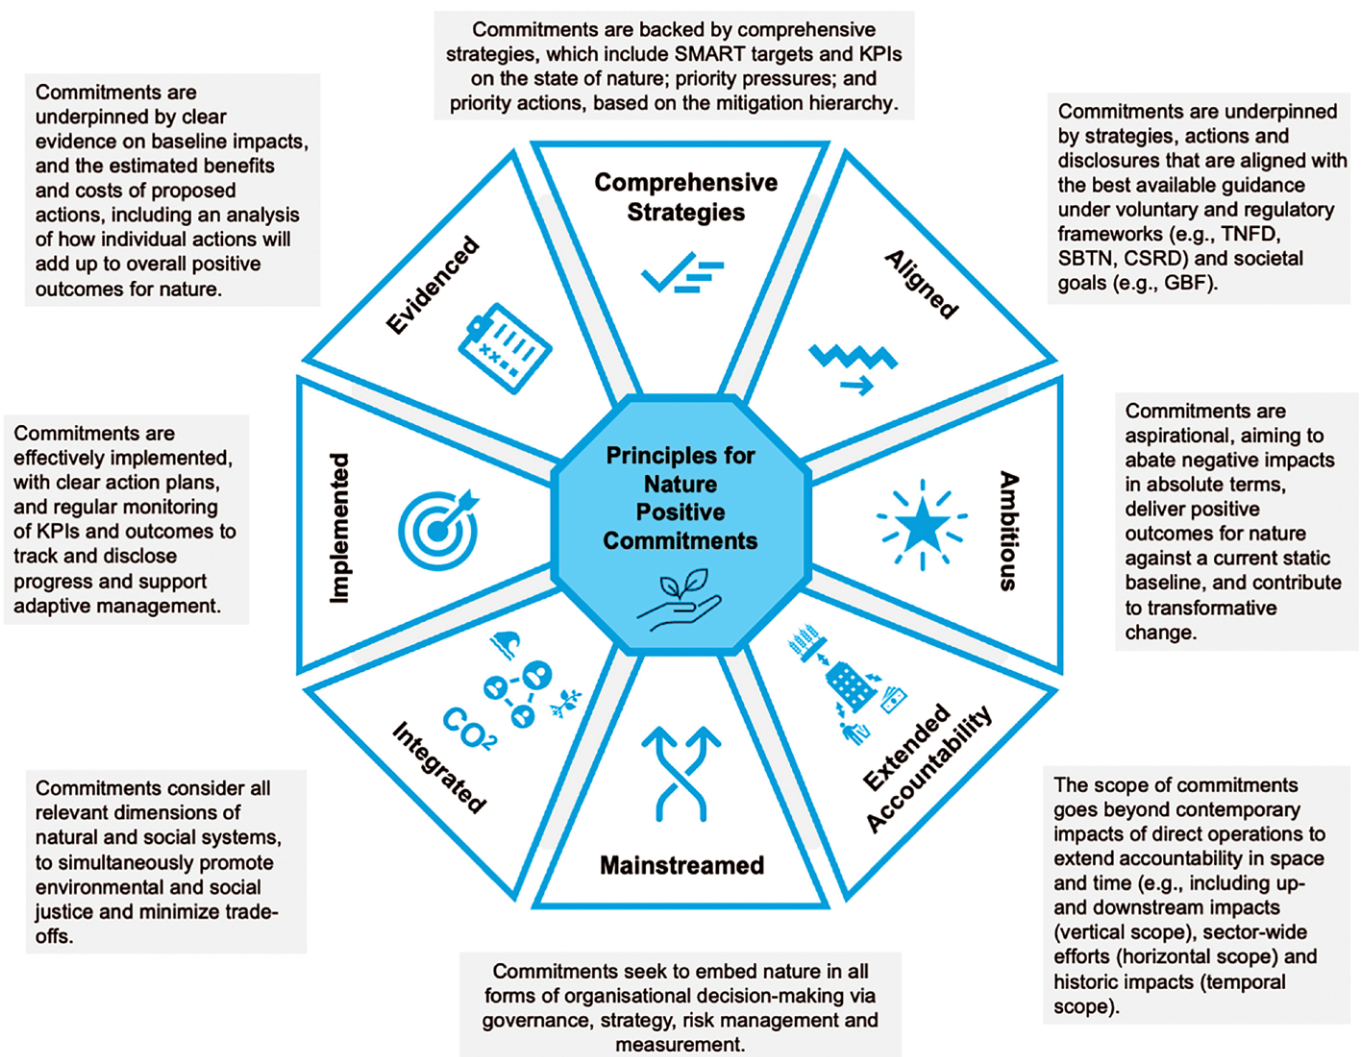 Commitments are backed by comprehensive
strategies, which include SMART targets and KPIs
on the state of nature; priority pressures; and
priority actions, based on the mitigation hierarchy.
Commitments are
underpinned by clear
evidence on baseline impacts,
and the estimated benefits
and costs of proposed
actions, including an analysis
of how individual actions will
add up to overall positive
outcomes for nature.
Commitments are underpinned
by strategies, actions and
disclosures that are aligned with
the best available guidance
under voluntary and regulatory
frameworks (e.g., TNFD,
SBTN, CSRD) and societal
goals (e.g., GBF).
Comprehensive
Strategies
Evidenced
Aligned
Commitments are
effectively implemented,
with clear action plans,
and regular monitoring
of KPIs and outcomes to
track and disclose
progress and support
adaptive management.
Implemented
Principles for
Nature
Positive
Commitments
Ambitious
Commitments are
aspirational, aiming to
abate negative impacts
in absolute terms,
deliver positive
outcomes for nature
against a current static
baseline, and contribute
to transformative
change.
CO²
Integrated
Mainstreamed
Extended
Accountability
Commitments consider all
relevant dimensions of
natural and social systems,
to simultaneously promote
environmental and social
justice and minimize trade-
offs.
The scope of commitments
goes beyond contemporary
impacts of direct operations to
extend accountability in space
and time (e.g., including up-
and downstream impacts
(vertical scope), sector-wide
efforts (horizontal scope) and
historic impacts (temporal
scope).
Commitments seek to embed nature in all
forms of organisational decision-making via
governance, strategy, risk management and
measurement.